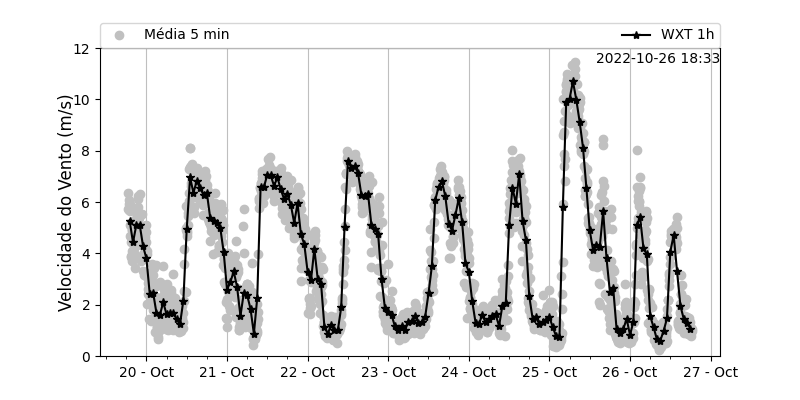 Média 5 min
WXT 1h
2022-10-26 18:33
Velocidade do Vento (m/s)
12
10
8
6
4
2
0
20 - Oct
21 - Oct
22 - Oct
23 - Oct
24 - Oct
25 - Oct
26 - Oct
27 - Oct